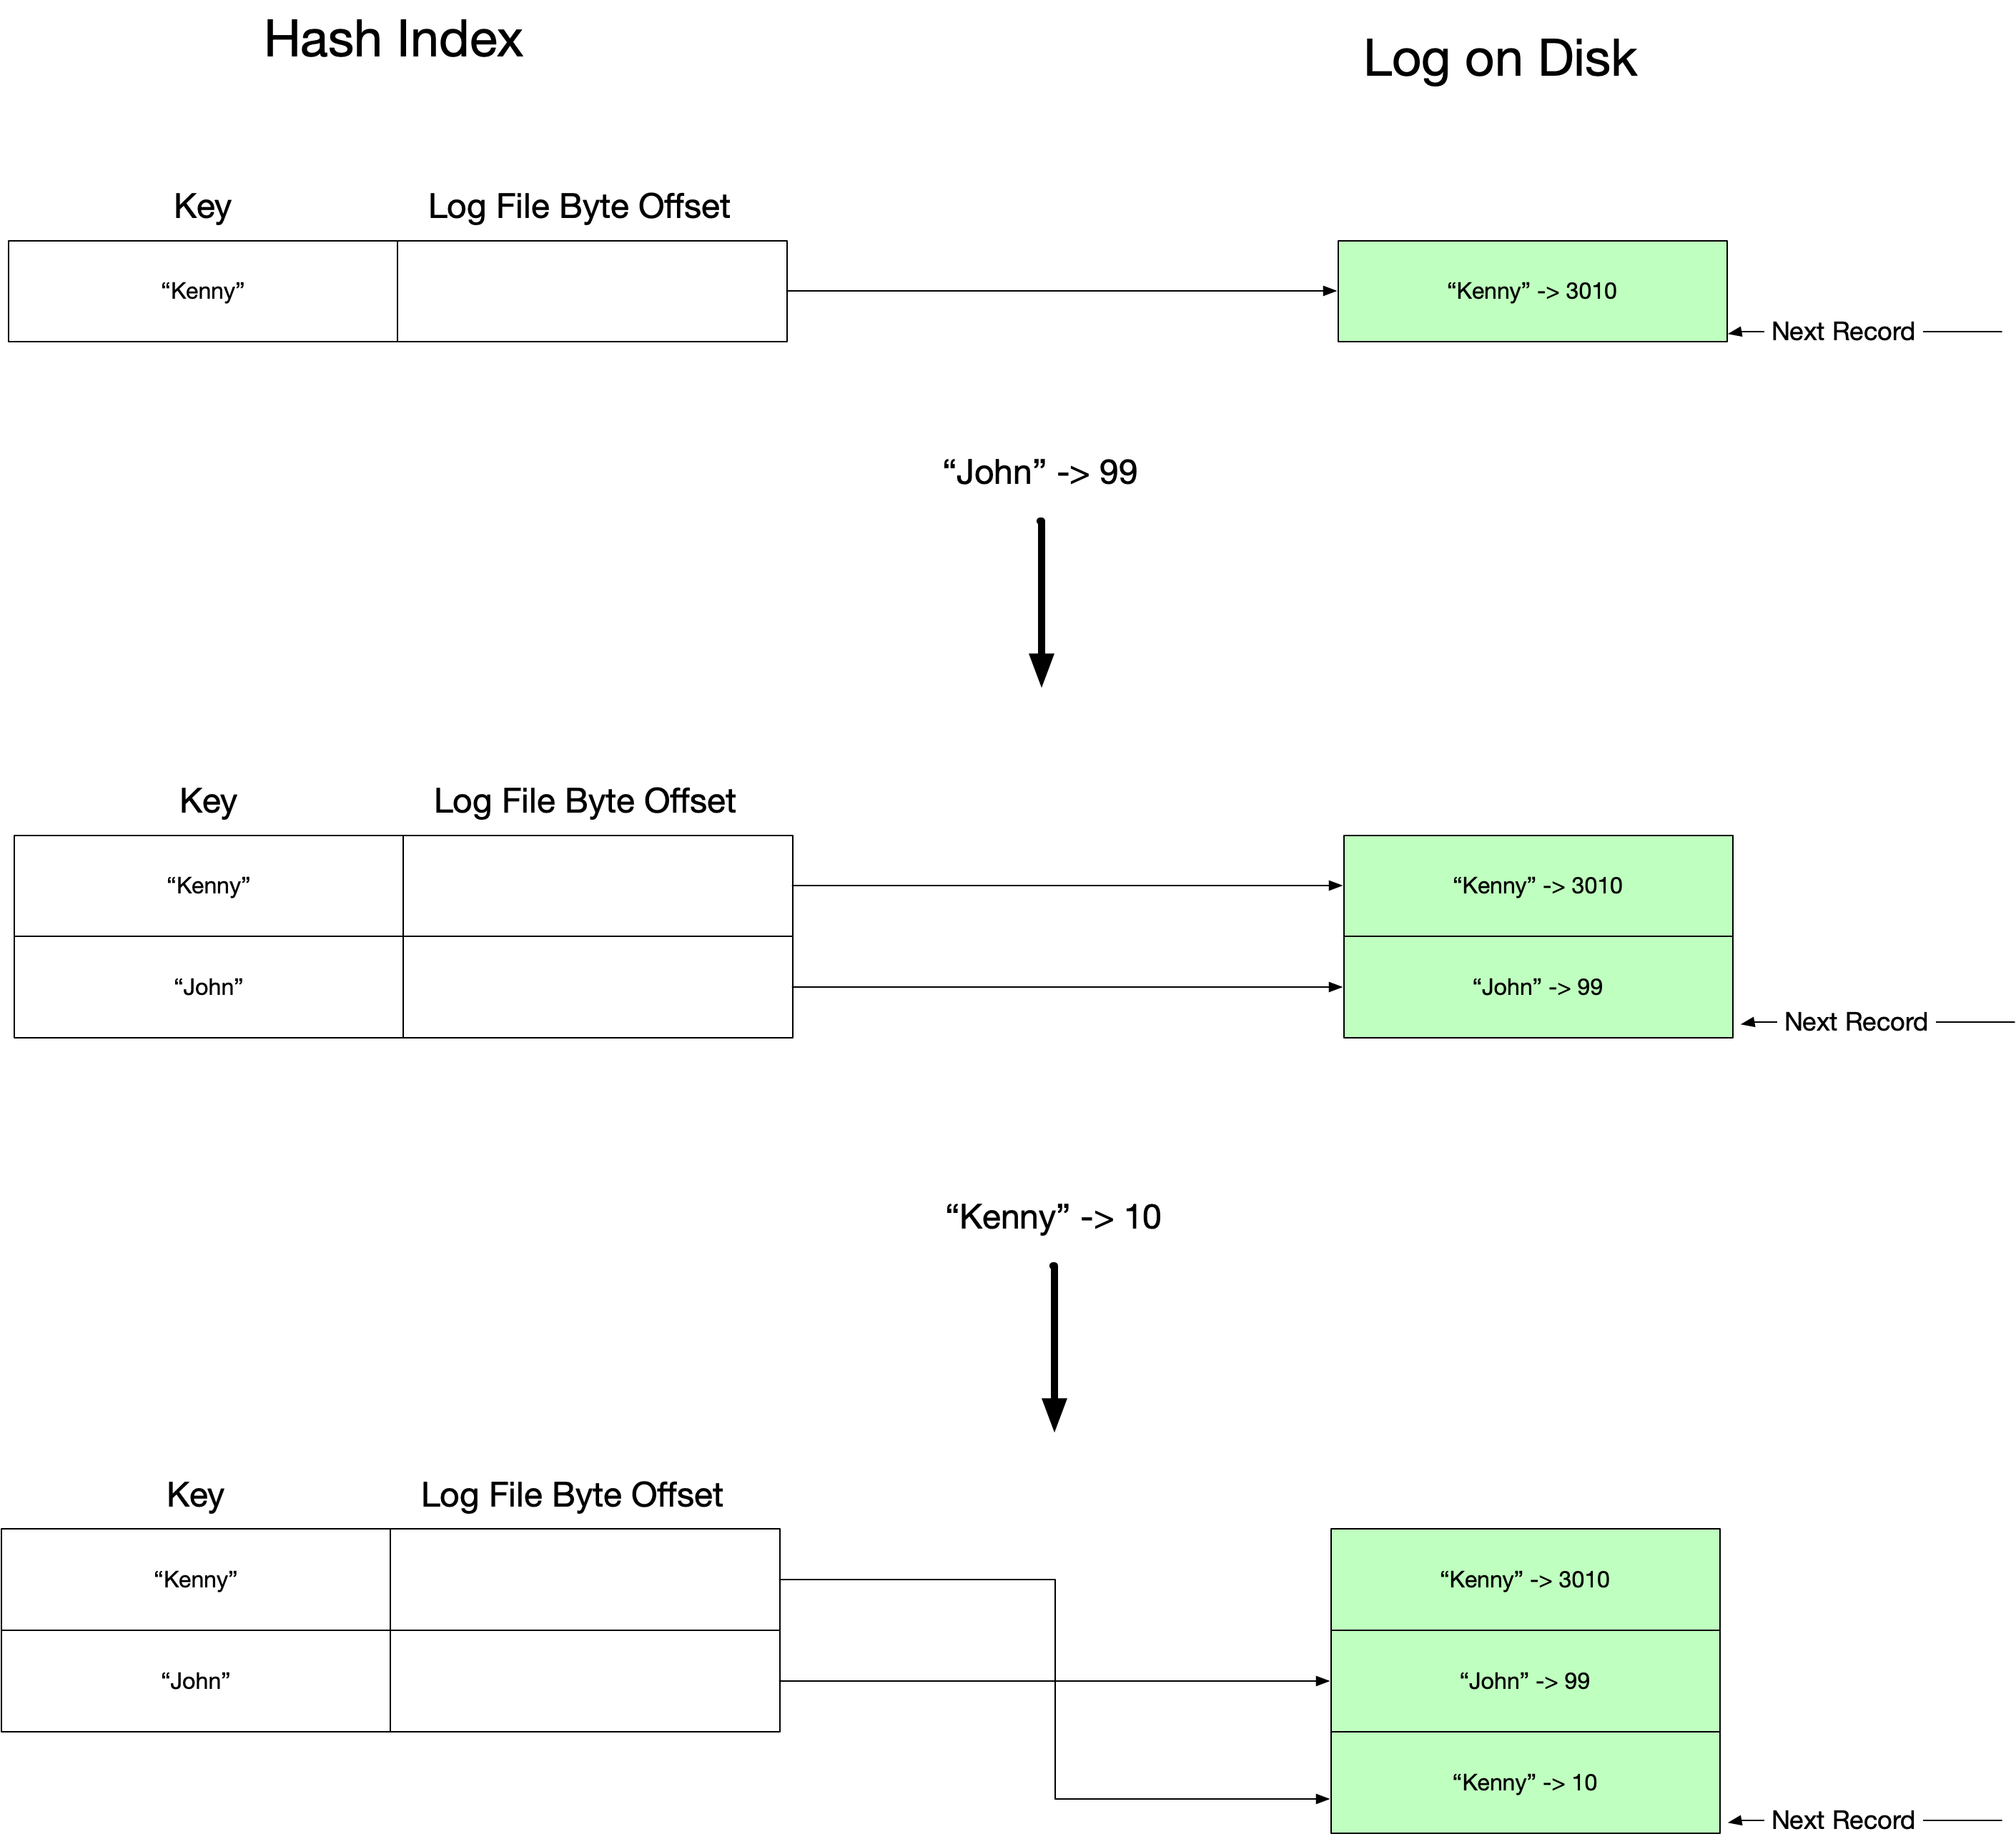 Hash Index
Log on Disk
Key
Log File Byte Offset
“Kenny”
“Kenny” -> 3010
Next Record
“John” -> 99
Key
Log File Byte Offset
“Kenny”
“Kenny” -> 3010
“John”
“John” -> 99
Next Record
“Kenny” -> 10
Key
Log File Byte Offset
“Kenny”
“Kenny” -> 3010
“John”
“John” -> 99
“Kenny” -> 10
Next Record